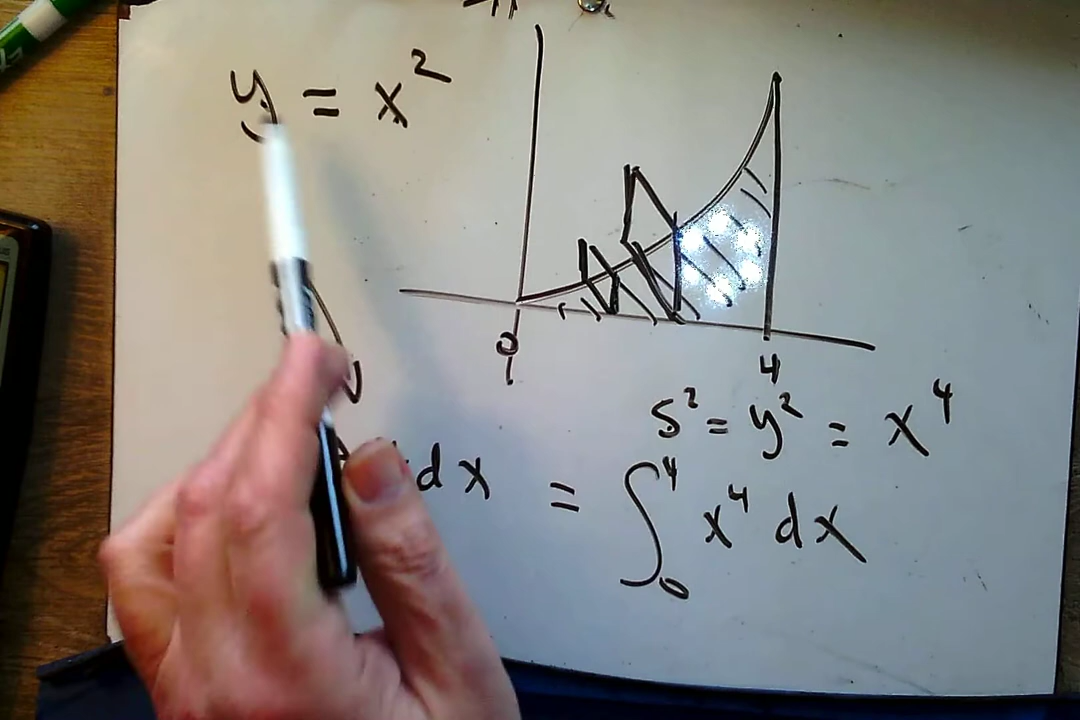 y = x²
0
4
s² = y² = x⁴
dx = ∫₀⁴ x⁴ dx